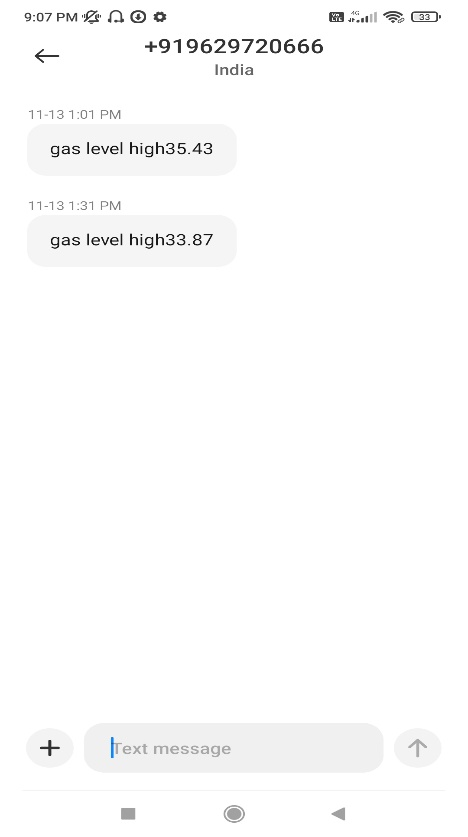 9:07 PM
4G
33
+919629720666
India
11-13 1:01 PM
gas level high35.43
11-13 1:31 PM
gas level high33.87
Text message